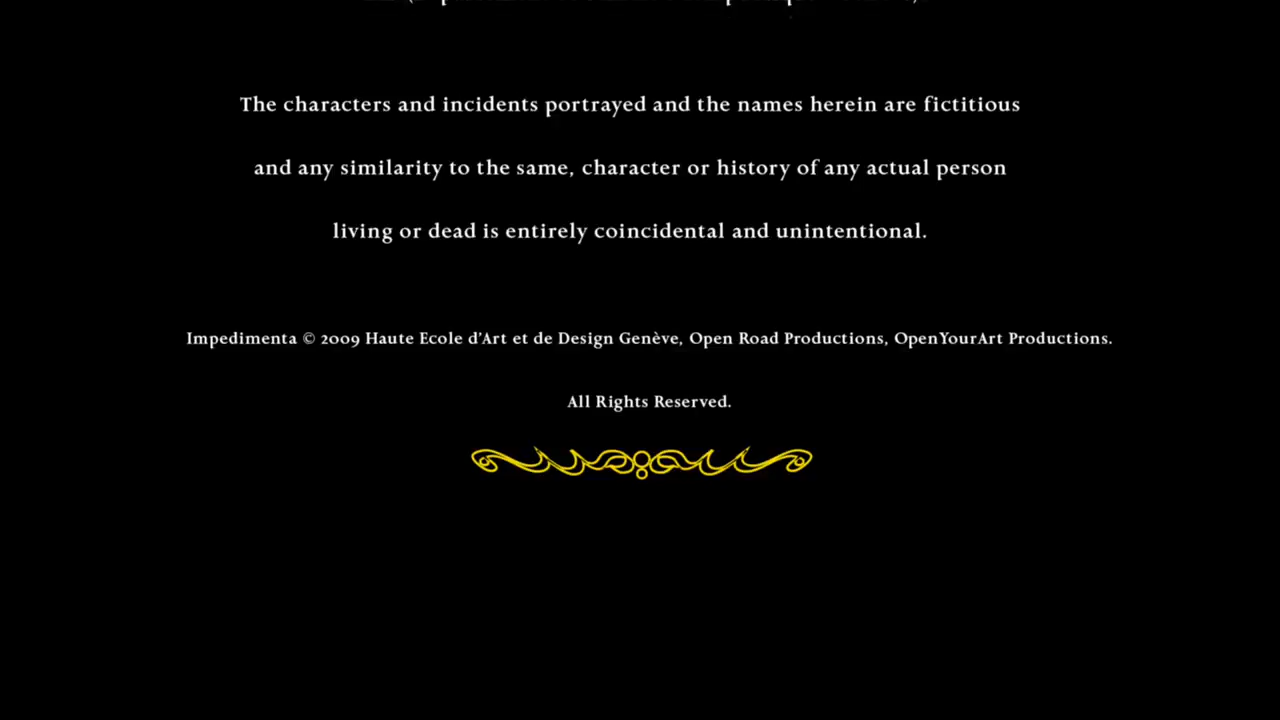 The characters and incidents portrayed and the names herein are fictitious
and any similarity to the same, character or history of any actual person
living or dead is entirely coincidental and unintentional.
Impedimenta © 2009 Haute Ecole d'Art et de Design Genève, Open Road Productions, OpenYourArt Productions.
All Rights Reserved.